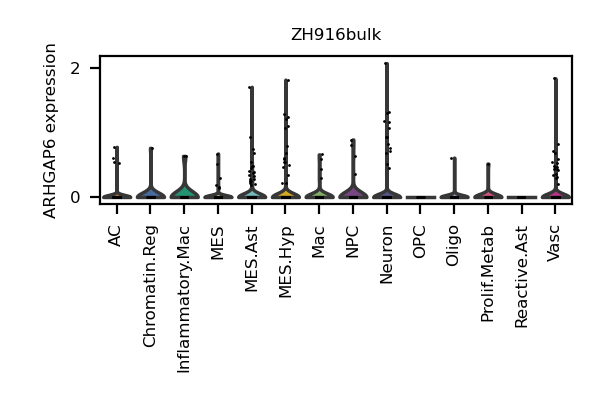 ZH916bulk
ARHGAP6 expression
2
0
AC
Chromatin.Reg
Inflammatory.Mac
MES
MES.Ast
MES.Hyp
Mac
NPC
Neuron
OPC
Oligo
Prolif.Metab
Reactive.Ast
Vasc